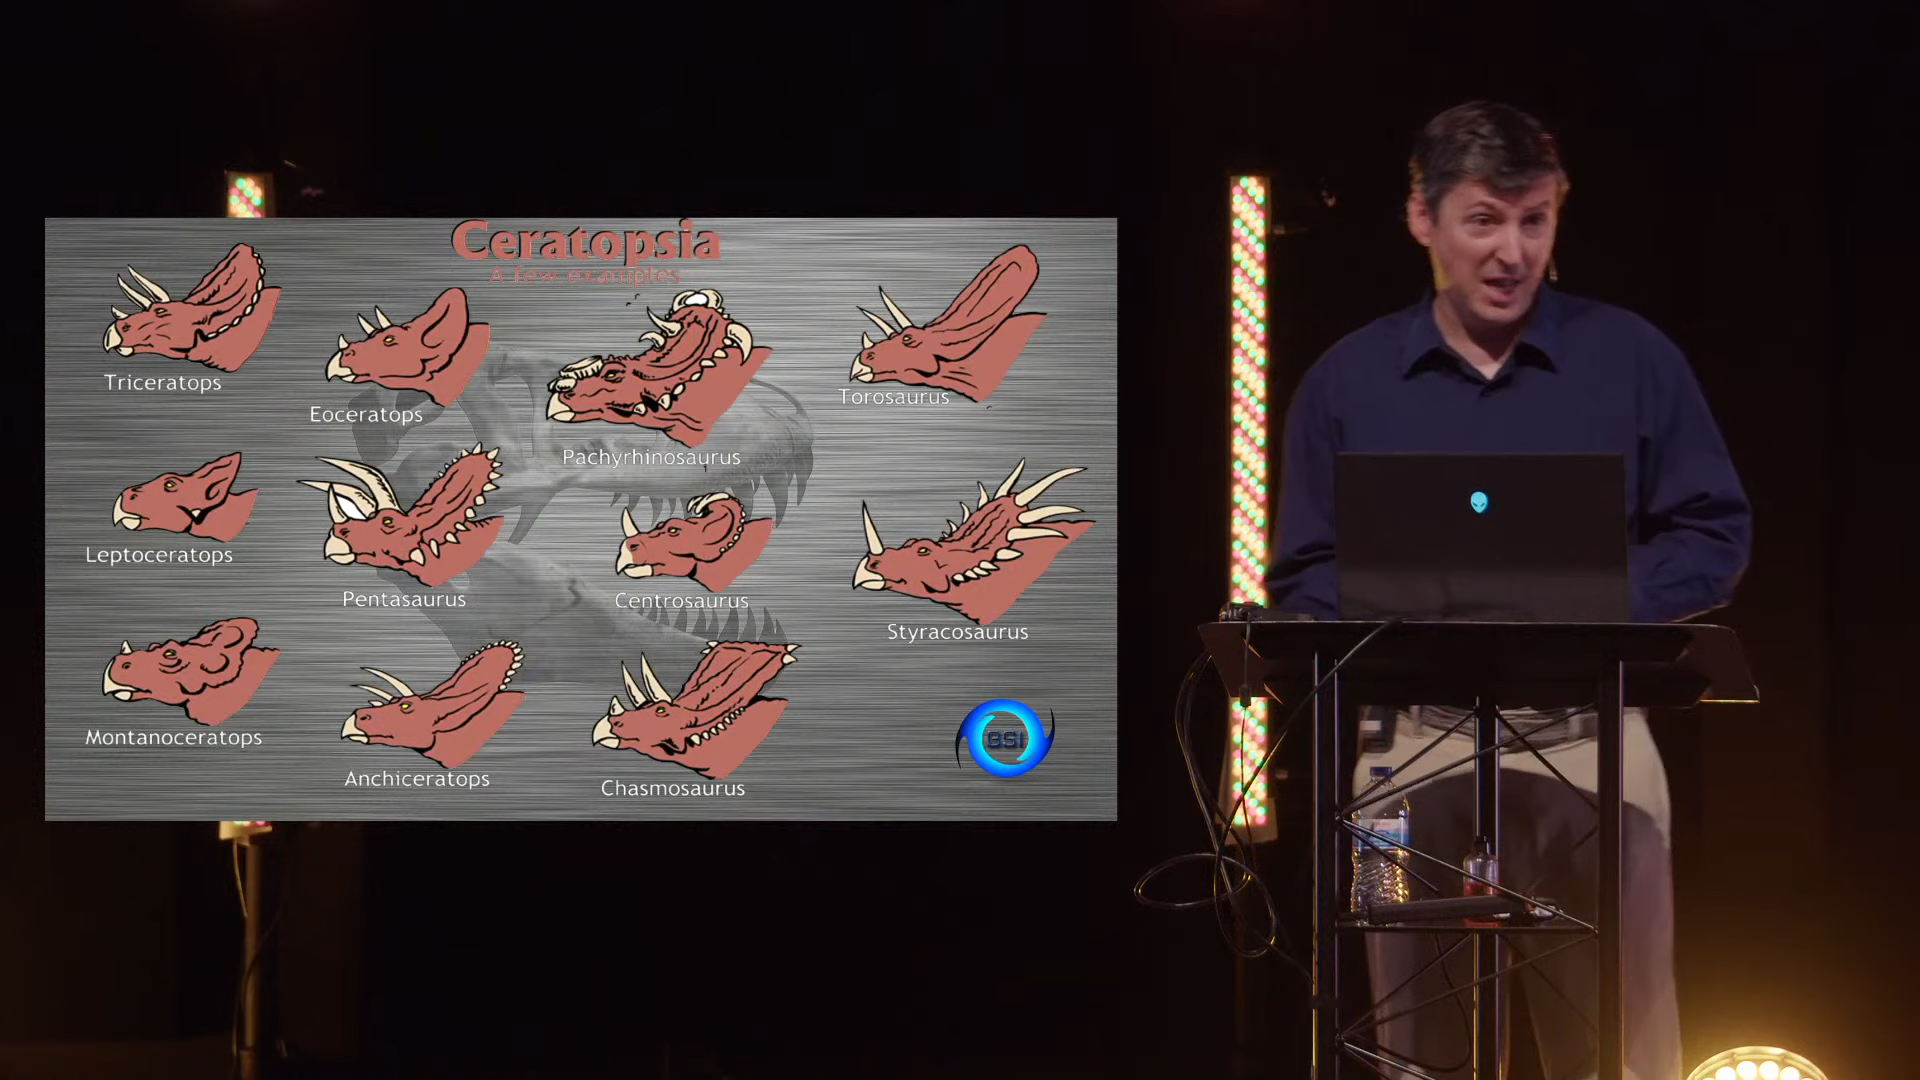 Ceratopsia
A few examples
Triceratops
Eoceratops
Pachyrhinosaurus
Torosaurus
Leptoceratops
Pentasaurus
Centrosaurus
Styracosaurus
Montanoceratops
Anchiceratops
Chasmosaurus
BSI